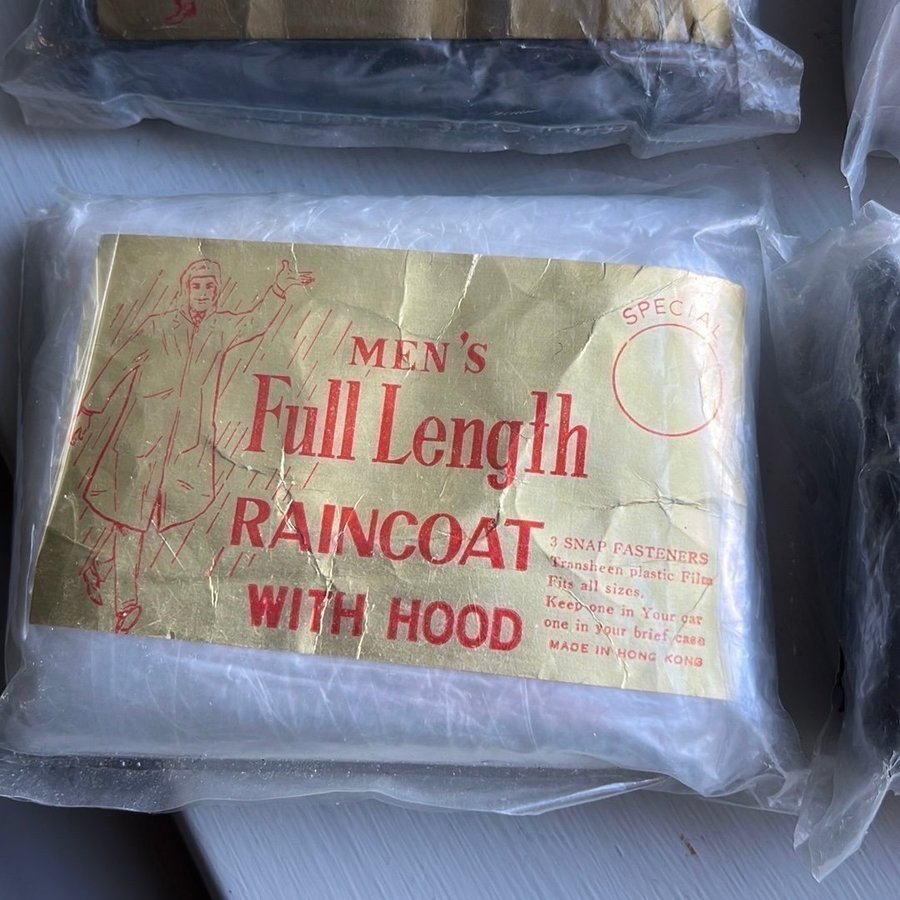 SPECIAL
MEN'S
Full Length
RAINCOAT
WITH HOOD
3 SNAP FASTENERS
Transheen plastic Film
Fits all sizes.
Keep one in Your car
one in your brief case
MADE IN HONG KONG